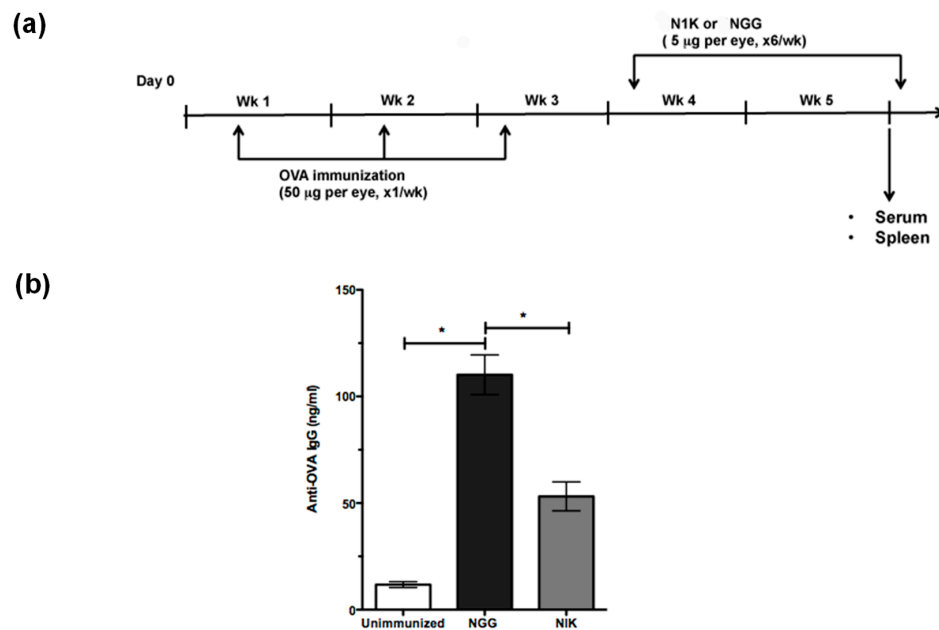 (a)
N1K or NGG
( 5 µg per eye, x6/wk)
Day 0
Wk 1 Wk 2 Wk 3 Wk 4 Wk 5
OVA immunization
(50 µg per eye, x1/wk)
• Serum
• Spleen
(b)
150
* *
100
Anti-OVA IgG (ng/ml)
50
0
Unimmunized NGG NIK